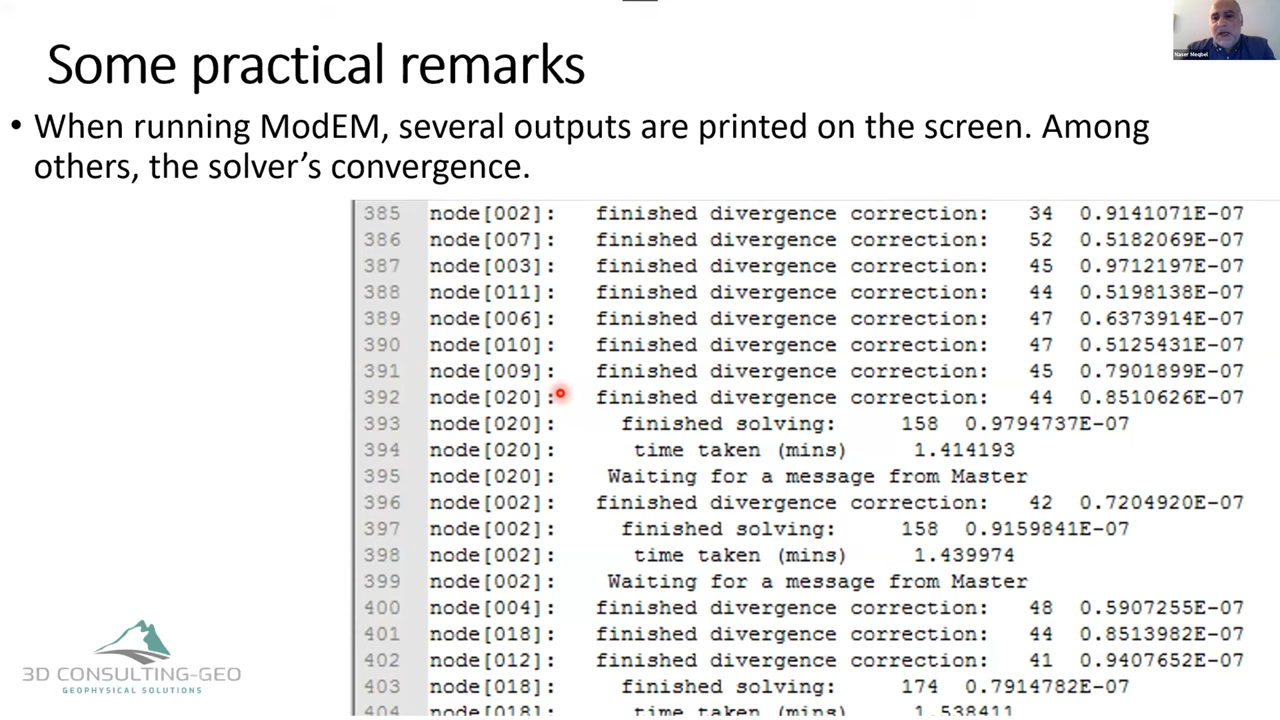 Some practical remarks
Naser Meqbel
• When running ModEM, several outputs are printed on the screen. Among
others, the solver’s convergence.
385 node[002]: finished divergence correction: 34 0.9141071E-07
386 node[007]: finished divergence correction: 52 0.5182069E-07
387 node[003]: finished divergence correction: 45 0.9712197E-07
388 node[011]: finished divergence correction: 44 0.5198138E-07
389 node[006]: finished divergence correction: 47 0.6373914E-07
390 node[010]: finished divergence correction: 47 0.5125431E-07
391 node[009]: finished divergence correction: 45 0.7901899E-07
392 node[020]: finished divergence correction: 44 0.8510626E-07
393 node[020]: finished solving: 158 0.9794737E-07
394 node[020]: time taken (mins) 1.414193
395 node[020]: Waiting for a message from Master
396 node[002]: finished divergence correction: 42 0.7204920E-07
397 node[002]: finished solving: 158 0.9159841E-07
398 node[002]: time taken (mins) 1.439974
399 node[002]: Waiting for a message from Master
400 node[004]: finished divergence correction: 48 0.5907255E-07
401 node[018]: finished divergence correction: 44 0.8513982E-07
402 node[012]: finished divergence correction: 41 0.9407652E-07
403 node[018]: finished solving: 174 0.7914782E-07
404 node[018]: time taken (mins) 1.538411
3D CONSULTING-GEO
GEOPHYSICAL SOLUTIONS